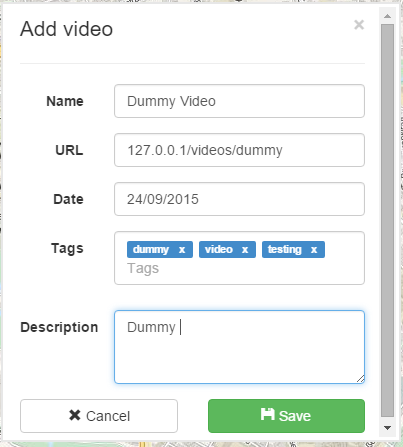 Add video ×
Name Dummy Video
URL 127.0.0.1/videos/dummy
Date 24/09/2015
Tags dummy x video x testing x
Tags
Description Dummy
✖ Cancel Save